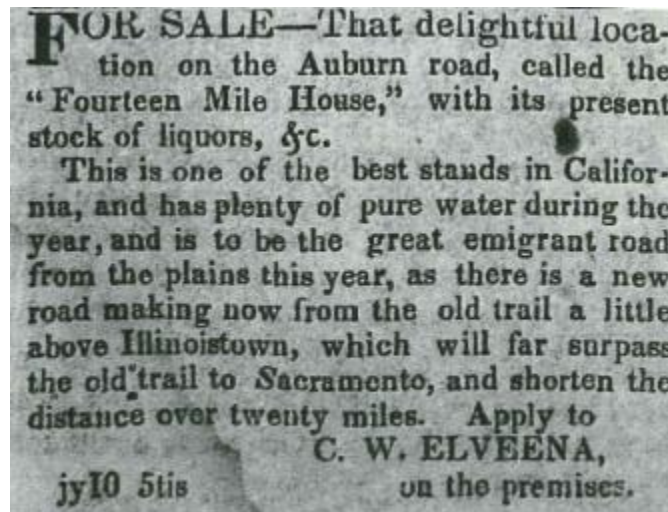 FOR SALE—That delightful loca-
tion on the Auburn road, called the
"Fourteen Mile House," with its present
stock of liquors, &c.
This is one of the best stands in Califor-
nia, and has plenty of pure water during the
year, and is to be the great emigrant road
from the plains this year, as there is a new
road making now from the old trail a little
above Illinoistown, which will far surpass
the old trail to Sacramento, and shorten the
distance over twenty miles. Apply to
C. W. ELVEENA,
jy10 5tis on the premises.